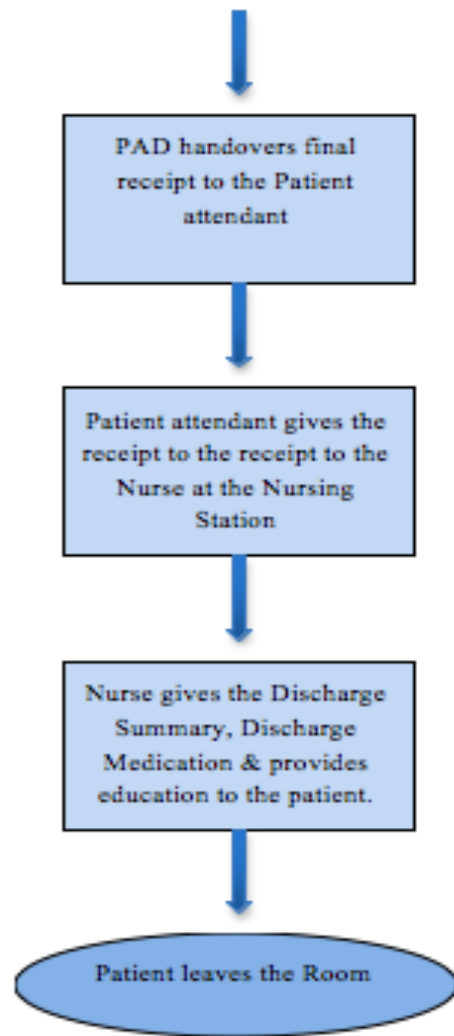 PAD handovers final
receipt to the Patient
attendant
Patient attendant gives the
receipt to the receipt to the
Nurse at the Nursing
Station
Nurse gives the Discharge
Summary, Discharge
Medication & provides
education to the patient.
Patient leaves the Room